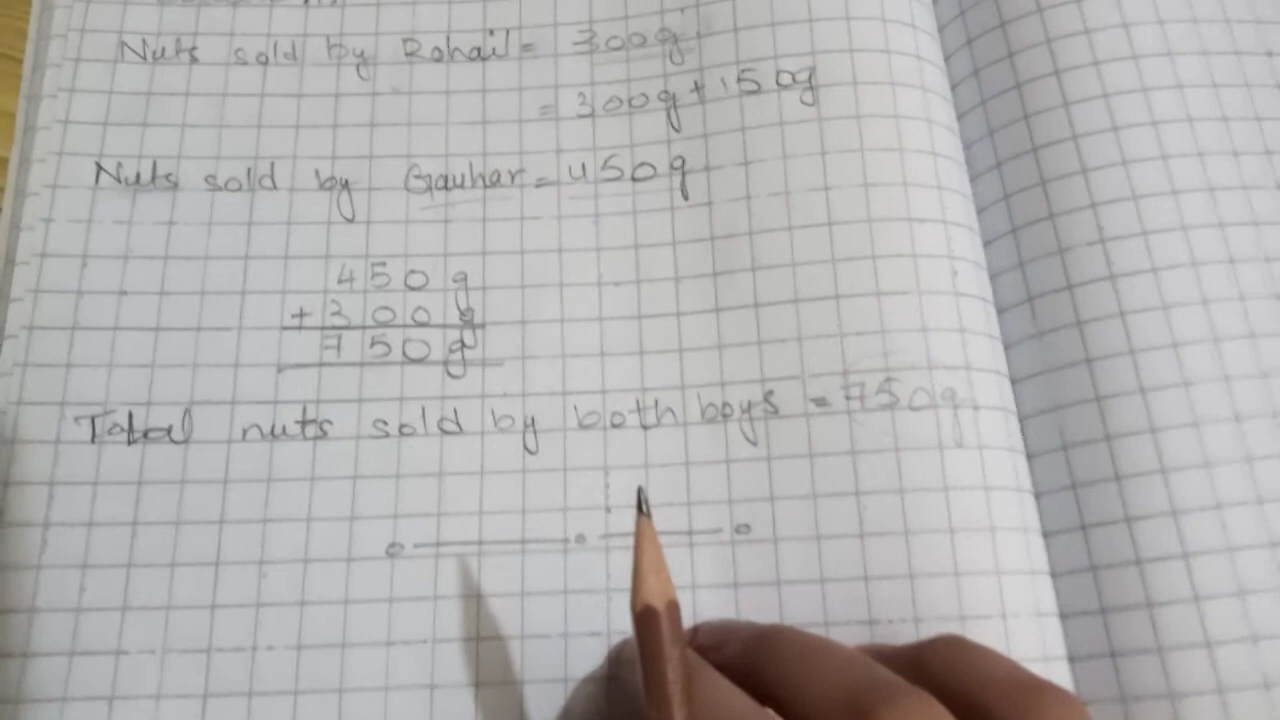 Nuts sold by Rohail = 300g
= 300g + 150g
Nuts sold by Gauhar = 450g
450g
+300g
750g
Total nuts sold by both boys = 750g